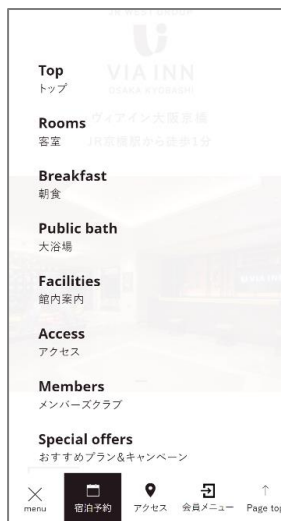 JR WEST GROUP
VIA INN
OSAKA KYOBASHI
ヴィアイン大阪京橋
JR京橋駅から徒歩1分
Top
トップ
Rooms
客室
Breakfast
朝食
Public bath
大浴場
Facilities
館内案内
Access
アクセス
Members
メンバーズクラブ
Special offers
おすすめプラン&キャンペーン
menu 宿泊予約 アクセス 会員メニュー Page top